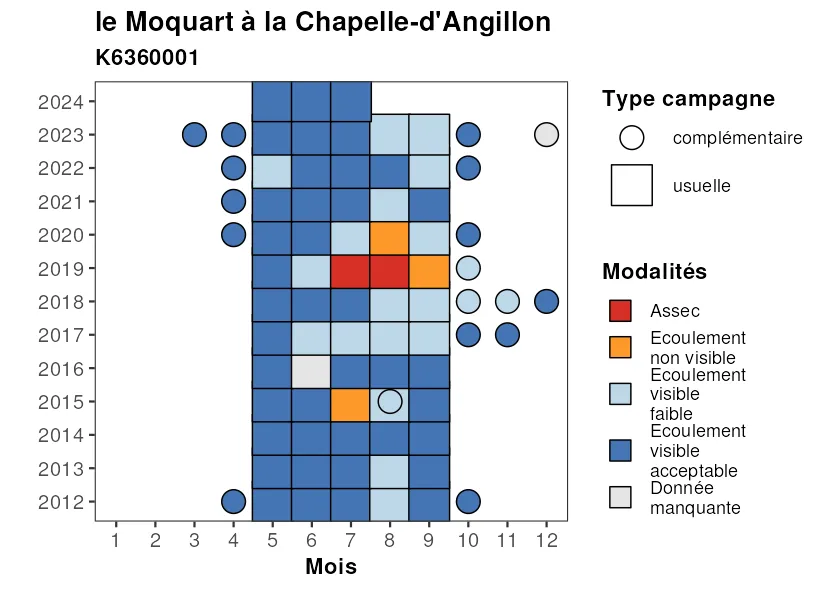 le Moquart à la Chapelle-d'Angillon
K6360001
2024
2023
2022
2021
2020
2019
2018
2017
2016
2015
2014
2013
2012
1 2 3 4 5 6 7 8 9 10 11 12
Mois
Type campagne
complémentaire
usuelle
Modalités
Assec
Ecoulement
non visible
Ecoulement
visible
faible
Ecoulement
visible
acceptable
Donnée
manquante